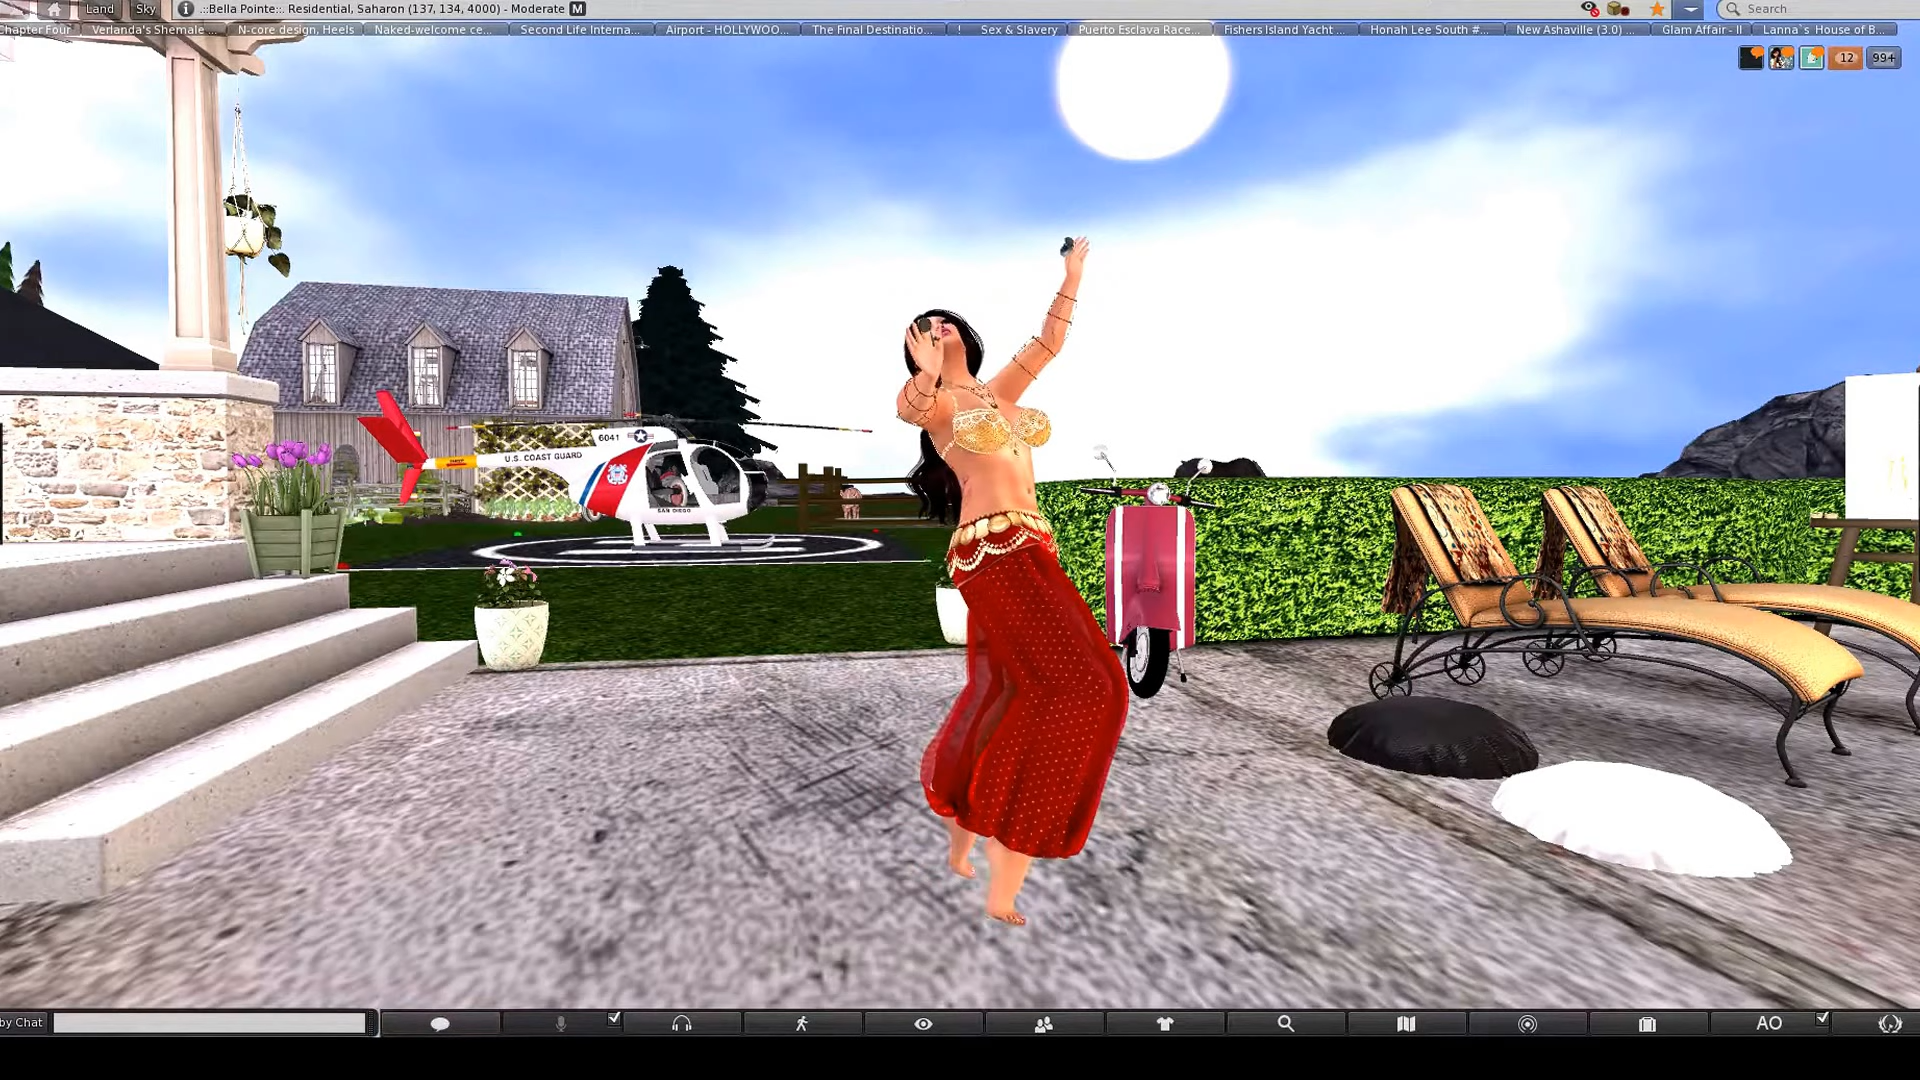 Land Sky .::Bella Pointe::. Residential, Saharon (137, 134, 4000) - Moderate M Search
Chapter Four Verlanda's Shemale ... N-core design, Heels Naked-welcome ce... Second Life Interna... Airport - HOLLYWOO... The Final Destinatio... ! Sex & Slavery Puerto Esclava Race... Fishers Island Yacht ... Honah Lee South #... New Ashaville (3.0) ... Glam Affair - II Lanna`s House of B...
12 99+
6041
U.S. COAST GUARD
SAN DIEGO
by Chat AO